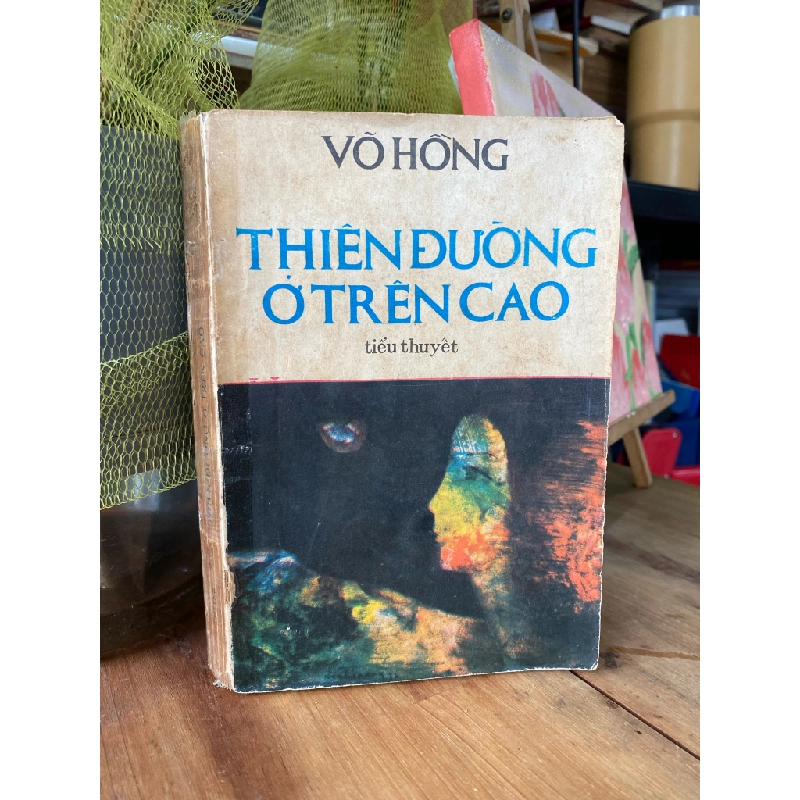 VÕ HỒNG
THIÊN ĐƯỜNG
Ở TRÊN CAO
tiểu thuyết